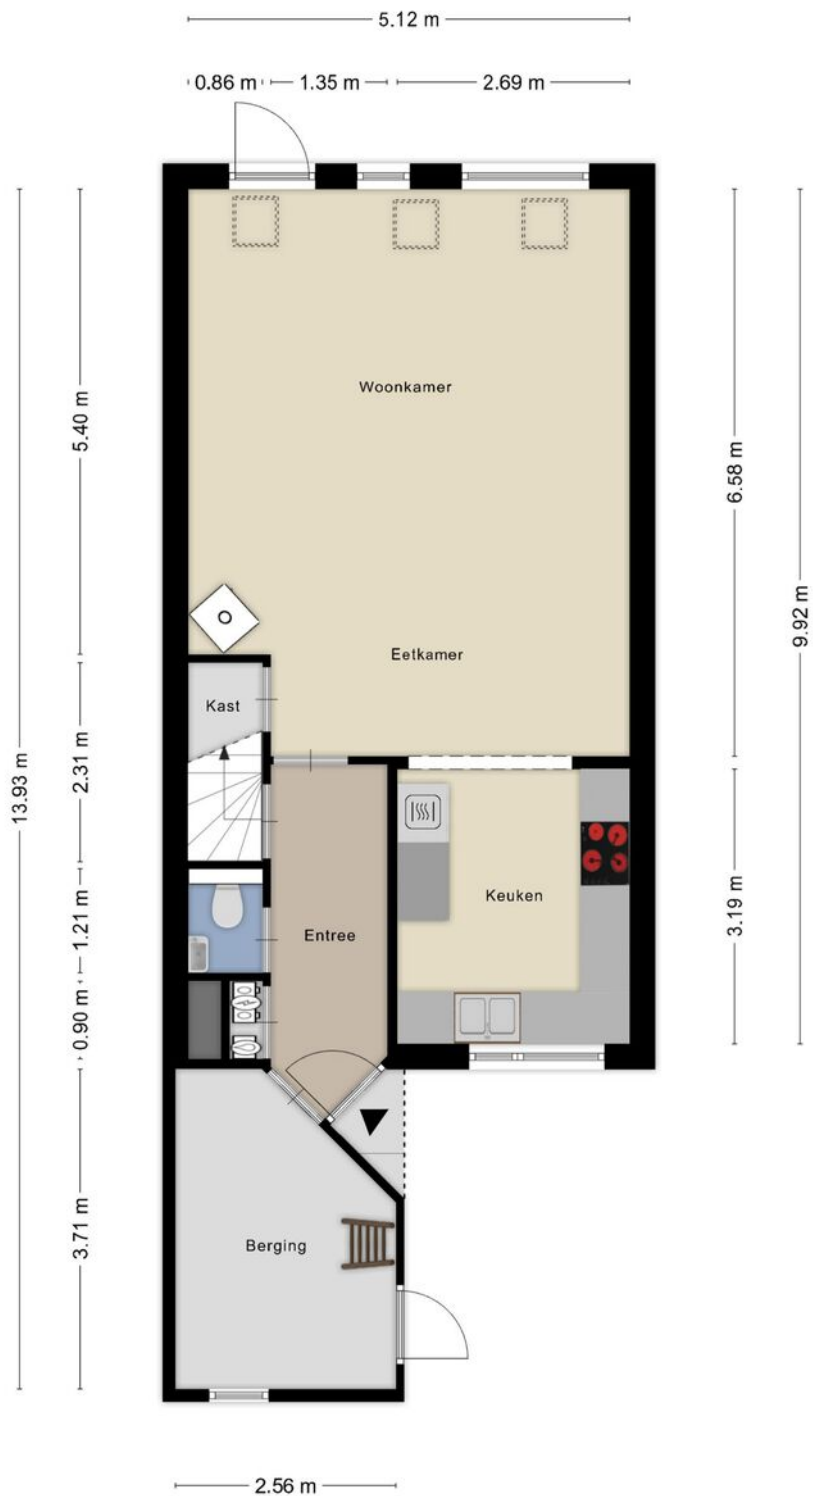 5.12 m
0.86 m
1.35 m
2.69 m
Woonkamer
5.40 m
6.58 m
9.92 m
Eetkamer
Kast
2.31 m
13.93 m
Keuken
3.19 m
1.21 m
Entree
0.90 m
3.71 m
Berging
2.56 m